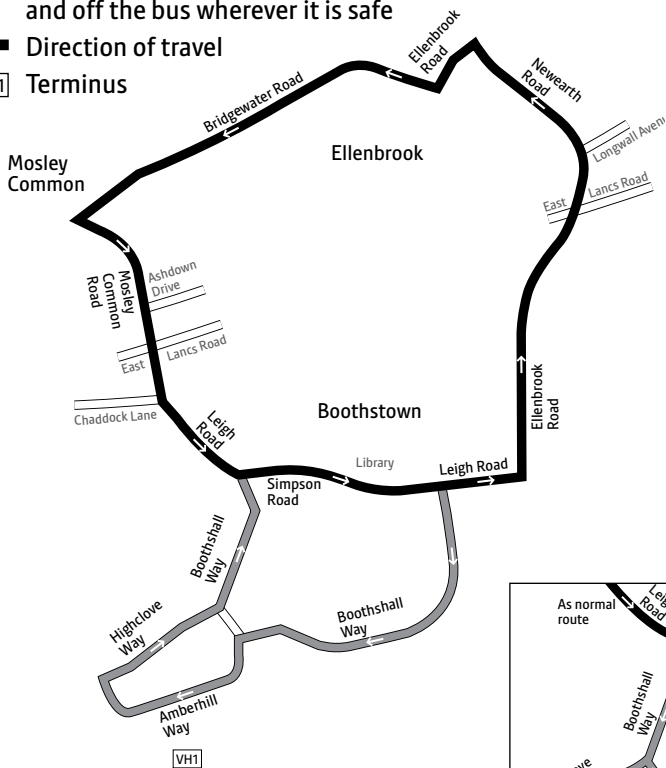 and off the bus wherever it is safe
Direction of travel
Terminus
Ellenbrook
Road
Newearth
Road
Bridgewater Road
Longwall
Ellenbrook
Mosley
Common
East
Lancs Road
Ashdown
Drive
Mosley
Common
Road
East
Lancs Road
Chaddock Lane
Ellenbrook
Road
Boothstown
Leigh
Road
Library
Leigh Road
Simpson
Road
Boothshall
Way
Highclove
Way
Boothshall
Way
Amberhill
Way
VH1
As normal
route
Road
Boothshall
Way